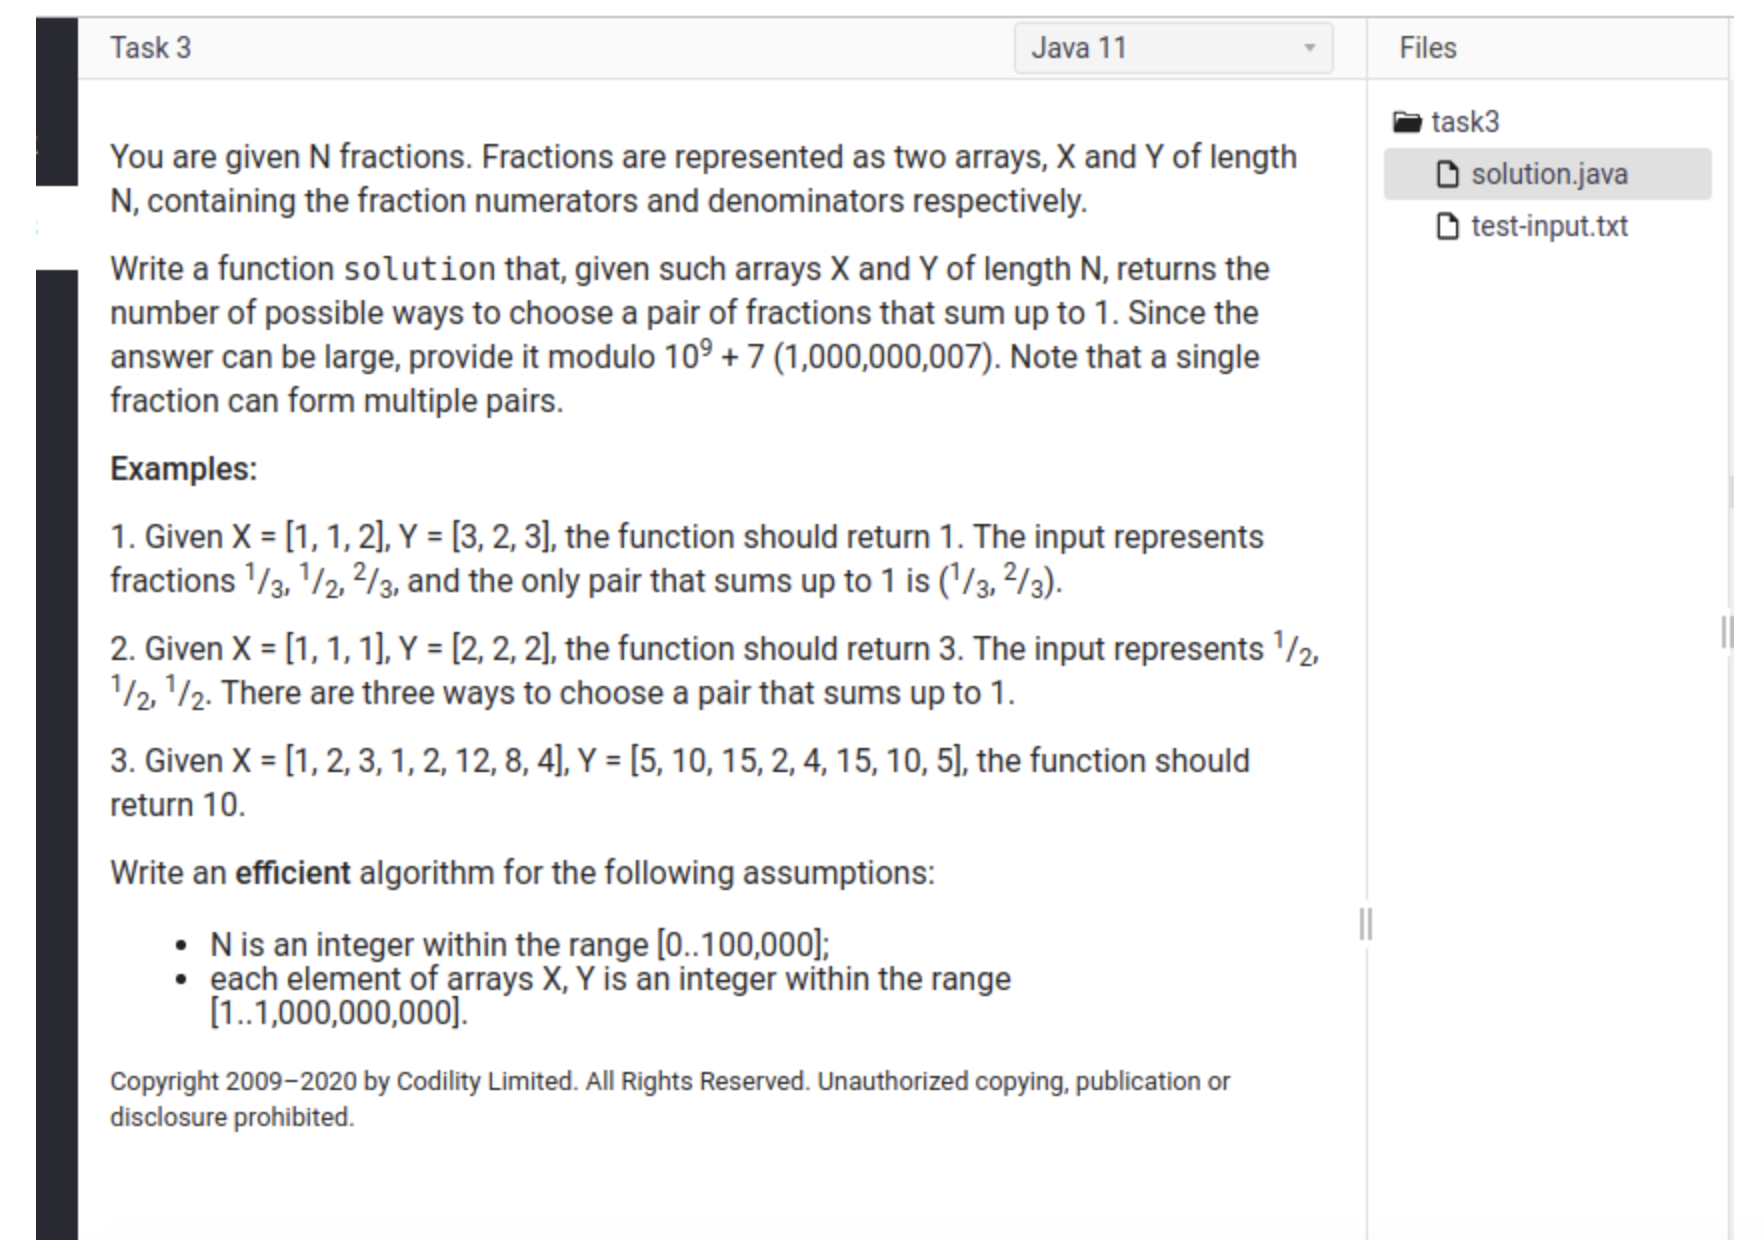 Task 3
Java 11
Files
You are given N fractions. Fractions are represented as two arrays, X and Y of length
N, containing the fraction numerators and denominators respectively.
Write a function solution that, given such arrays X and Y of length N, returns the
number of possible ways to choose a pair of fractions that sum up to 1. Since the
answer can be large, provide it modulo 10⁹ + 7 (1,000,000,007). Note that a single
fraction can form multiple pairs.
Examples:
1. Given X = [1, 1, 2], Y = [3, 2, 3], the function should return 1. The input represents
fractions ¹/₃, ¹/₂, ²/₃, and the only pair that sums up to 1 is (¹/₃, ²/₃).
2. Given X = [1, 1, 1], Y = [2, 2, 2], the function should return 3. The input represents ¹/₂,
¹/₂, ¹/₂. There are three ways to choose a pair that sums up to 1.
3. Given X = [1, 2, 3, 1, 2, 12, 8, 4], Y = [5, 10, 15, 2, 4, 15, 10, 5], the function should
return 10.
Write an efficient algorithm for the following assumptions:
• N is an integer within the range [0..100,000];
• each element of arrays X, Y is an integer within the range
[1..1,000,000,000].
Copyright 2009–2020 by Codility Limited. All Rights Reserved. Unauthorized copying, publication or
disclosure prohibited.
task3
solution.java
test-input.txt